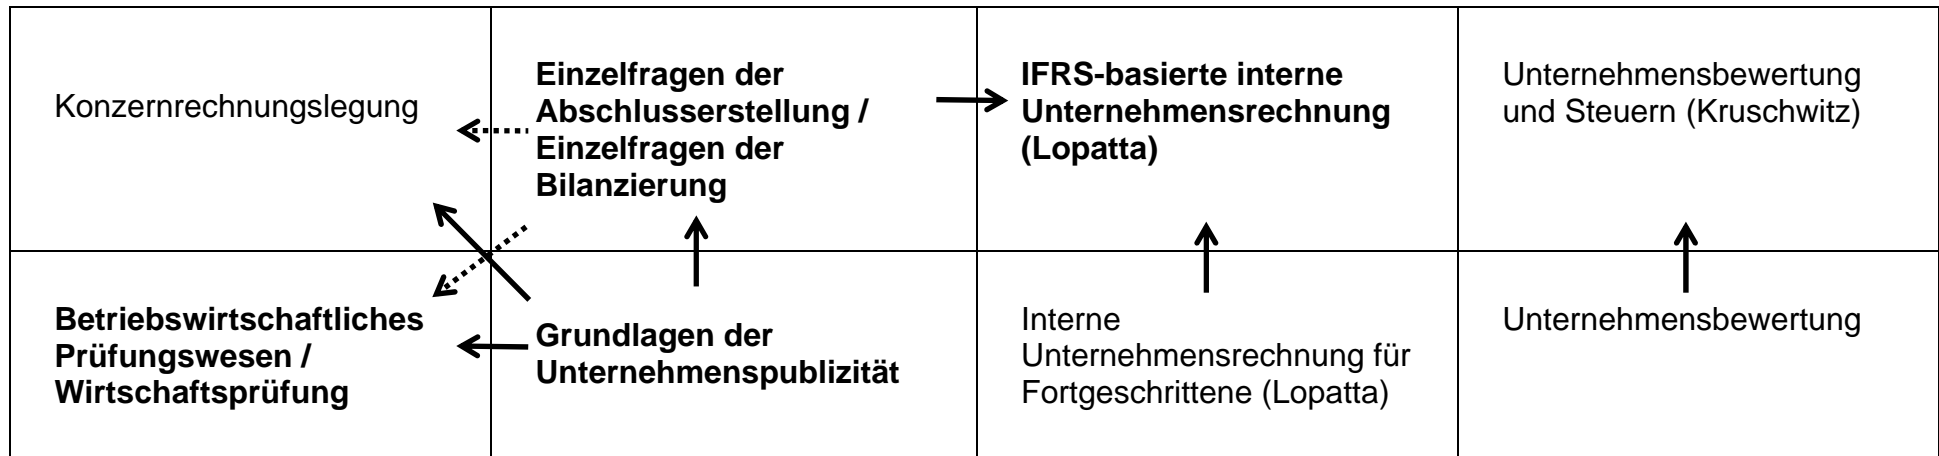 Konzernrechnungslegung
Einzelfragen der
Abschlusserstellung /
Einzelfragen der
Bilanzierung
IFRS-basierte interne
Unternehmensrechnung
(Lopatta)
Unternehmensbewertung
und Steuern (Kruschwitz)
Betriebswirtschaftliches
Prüfungswesen /
Wirtschaftsprüfung
Grundlagen der
Unternehmenspublizität
Interne
Unternehmensrechnung für
Fortgeschrittene (Lopatta)
Unternehmensbewertung